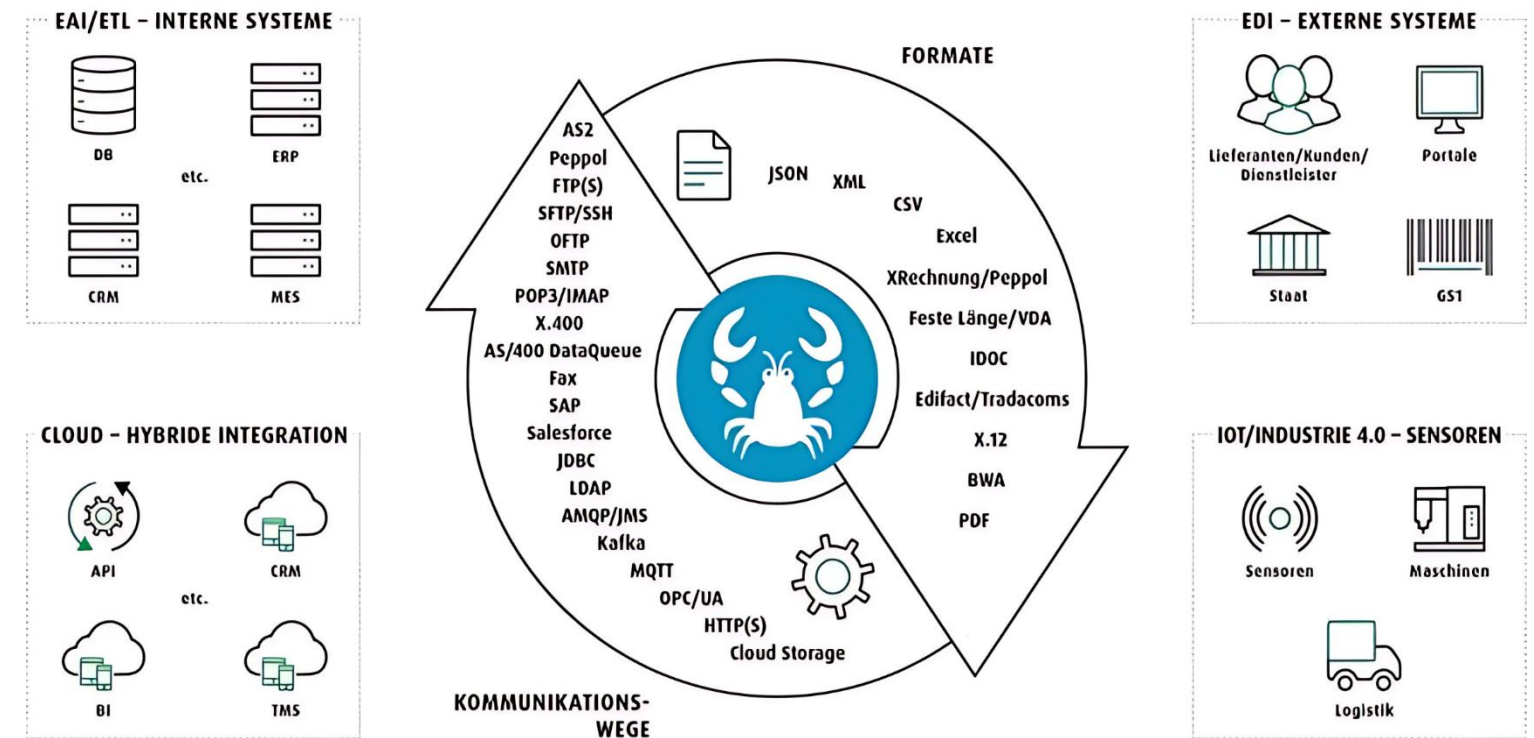 EAI/ETL – INTERNE SYSTEME
DB
ERP
etc.
CRM
MES
CLOUD – HYBRIDE INTEGRATION
API
CRM
etc.
BI
TMS
AS2
Peppol
FTP(S)
SFTP/SSH
OFTP
SMTP
POP3/IMAP
X.400
AS/400 DataQueue
Fax
SAP
Salesforce
JDBC
LDAP
AMQP/JMS
Kafka
MQTT
OPC/UA
HTTP(S)
Cloud Storage
KOMMUNIKATIONS-
WEGE
FORMATE
JSON
XML
CSV
Excel
XRechnung/Peppol
Feste Länge/VDA
IDOC
Edifact/Tradacoms
X.12
BWA
PDF
EDI – EXTERNE SYSTEME
Lieferanten/Kunden/
Dienstleister
Portale
Staat
GS1
IOT/INDUSTRIE 4.0 – SENSOREN
Sensoren
Maschinen
Logistik